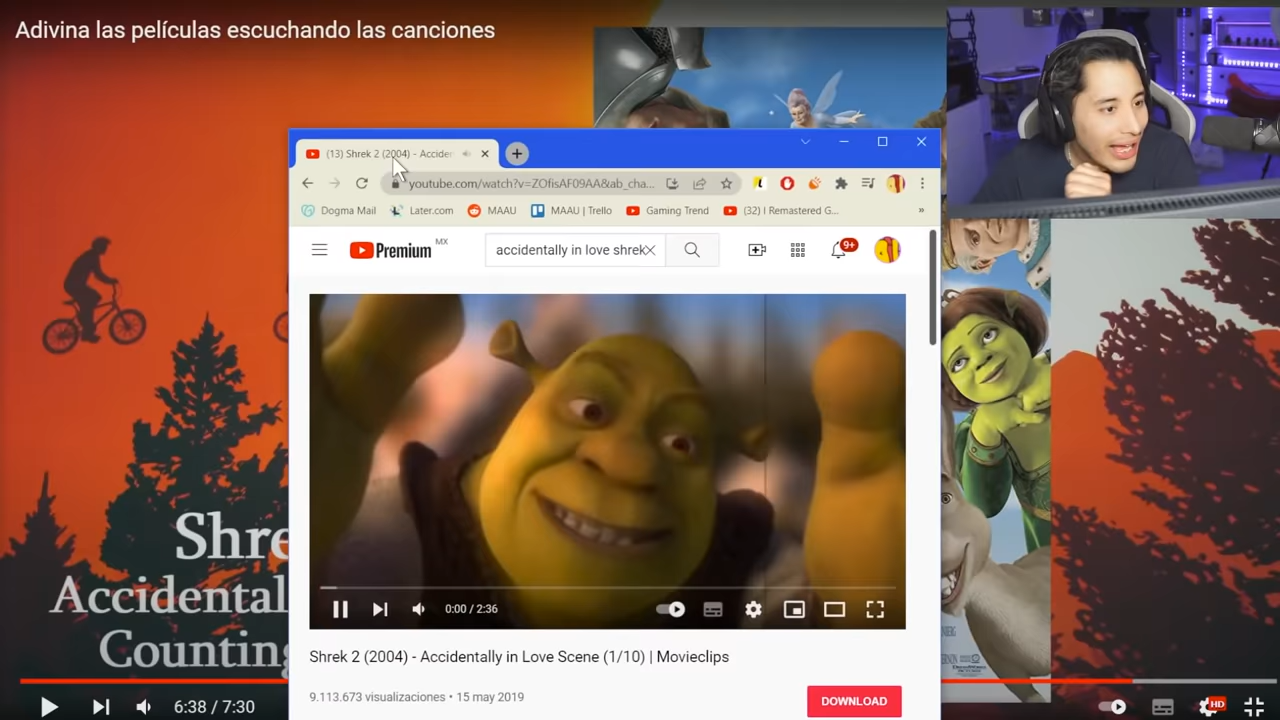 Adivina las películas escuchando las canciones
(13) Shrek 2 (2004) - Acciden
youtube.com/watch?v=ZOfisAF09AA&ab_cha...
Dogma Mail
Later.com
MAAU
MAAU | Trello
Gaming Trend
(32) I Remastered G...
»
Premium MX
accidentally in love shrek
9+
Shre
Accidental
Counting
0:00 / 2:36
Shrek 2 (2004) - Accidentally in Love Scene (1/10) | Movieclips
9.113.673 visualizaciones • 15 may 2019
DOWNLOAD
6:38 / 7:30
HD